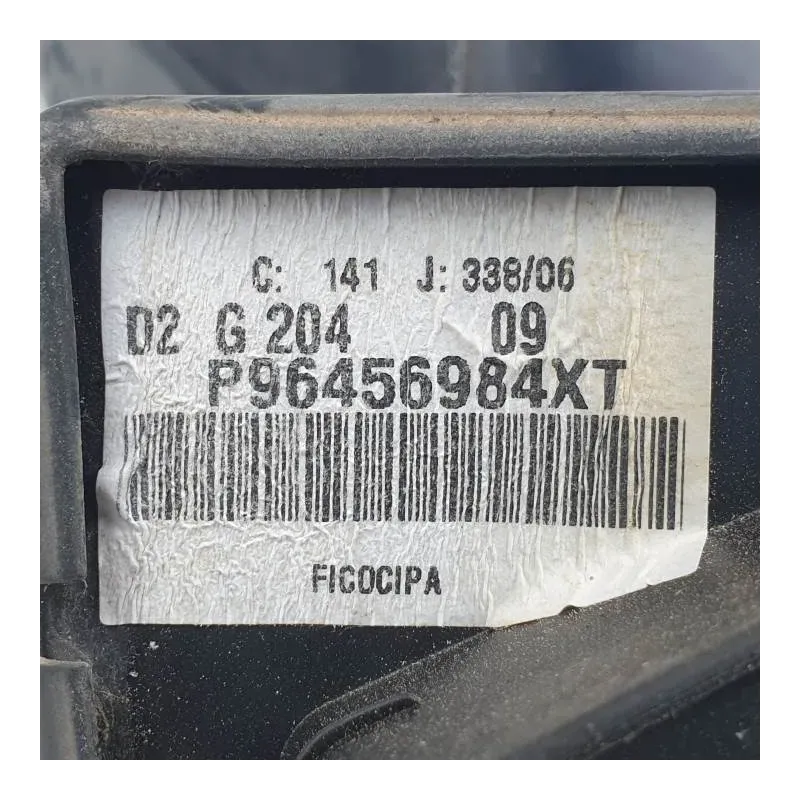 C: 141 J: 338/06
D2 G 204 09
P96456984XT
FICOCIPA